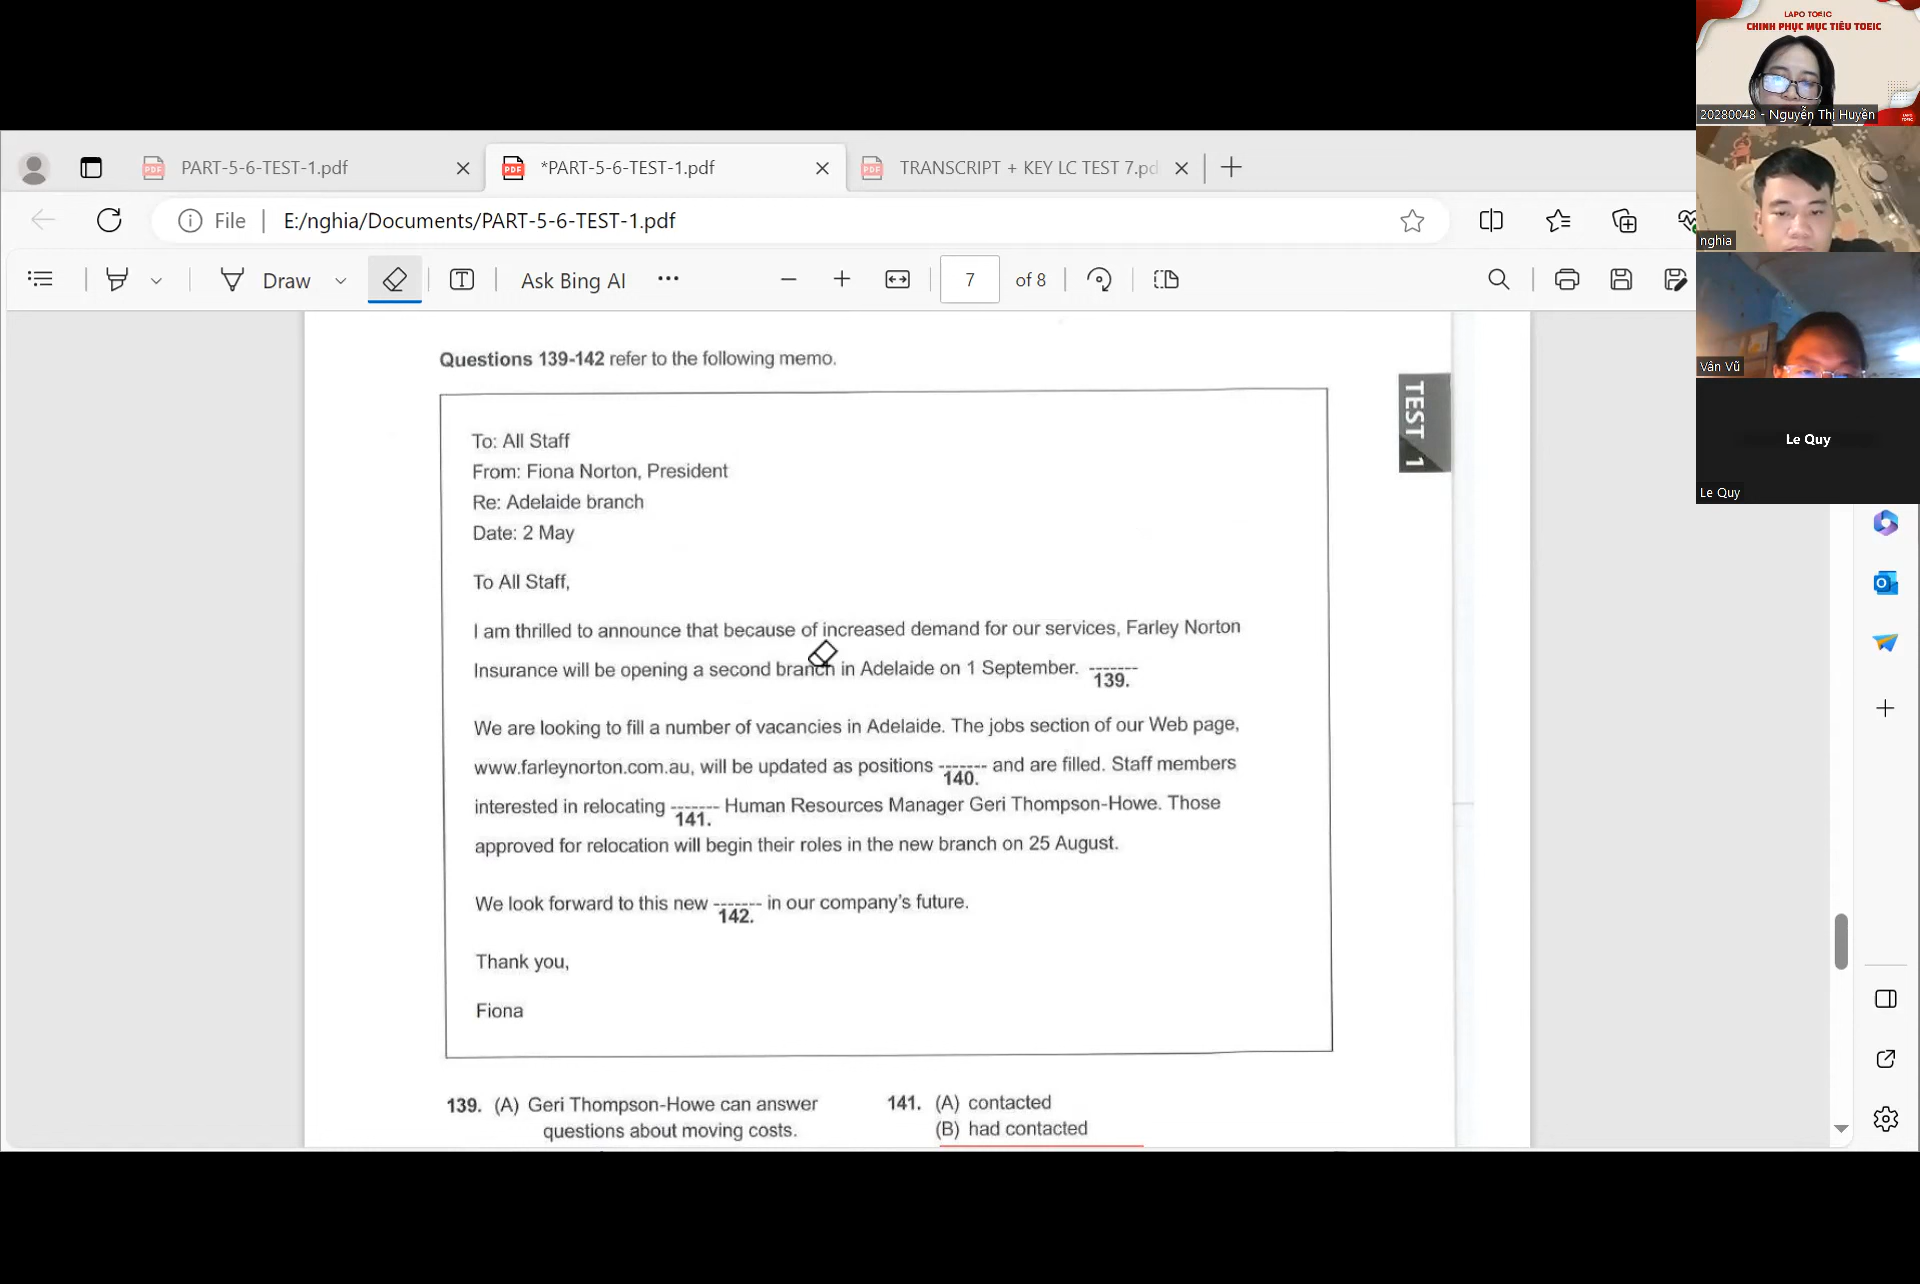 LAPO TOEIC
CHINH PHỤC MỤC TIÊU TOEIC
20280048 - Nguyễn Thị Huyền
nghia
Vân Vũ
Le Quy
Le Quy
PART-5-6-TEST-1.pdf
*PART-5-6-TEST-1.pdf
TRANSCRIPT + KEY LC TEST 7.pd
File
E:/nghia/Documents/PART-5-6-TEST-1.pdf
Draw
Ask Bing AI
7
of 8
Questions 139-142 refer to the following memo.
TEST 1
To: All Staff
From: Fiona Norton, President
Re: Adelaide branch
Date: 2 May
To All Staff,
I am thrilled to announce that because of increased demand for our services, Farley Norton
Insurance will be opening a second branch in Adelaide on 1 September. -------
139.
We are looking to fill a number of vacancies in Adelaide. The jobs section of our Web page,
www.farleynorton.com.au, will be updated as positions ------- and are filled. Staff members
140.
interested in relocating ------- Human Resources Manager Geri Thompson-Howe. Those
141.
approved for relocation will begin their roles in the new branch on 25 August.
We look forward to this new ------- in our company's future.
142.
Thank you,
Fiona
139. (A) Geri Thompson-Howe can answer
questions about moving costs.
141. (A) contacted
(B) had contacted